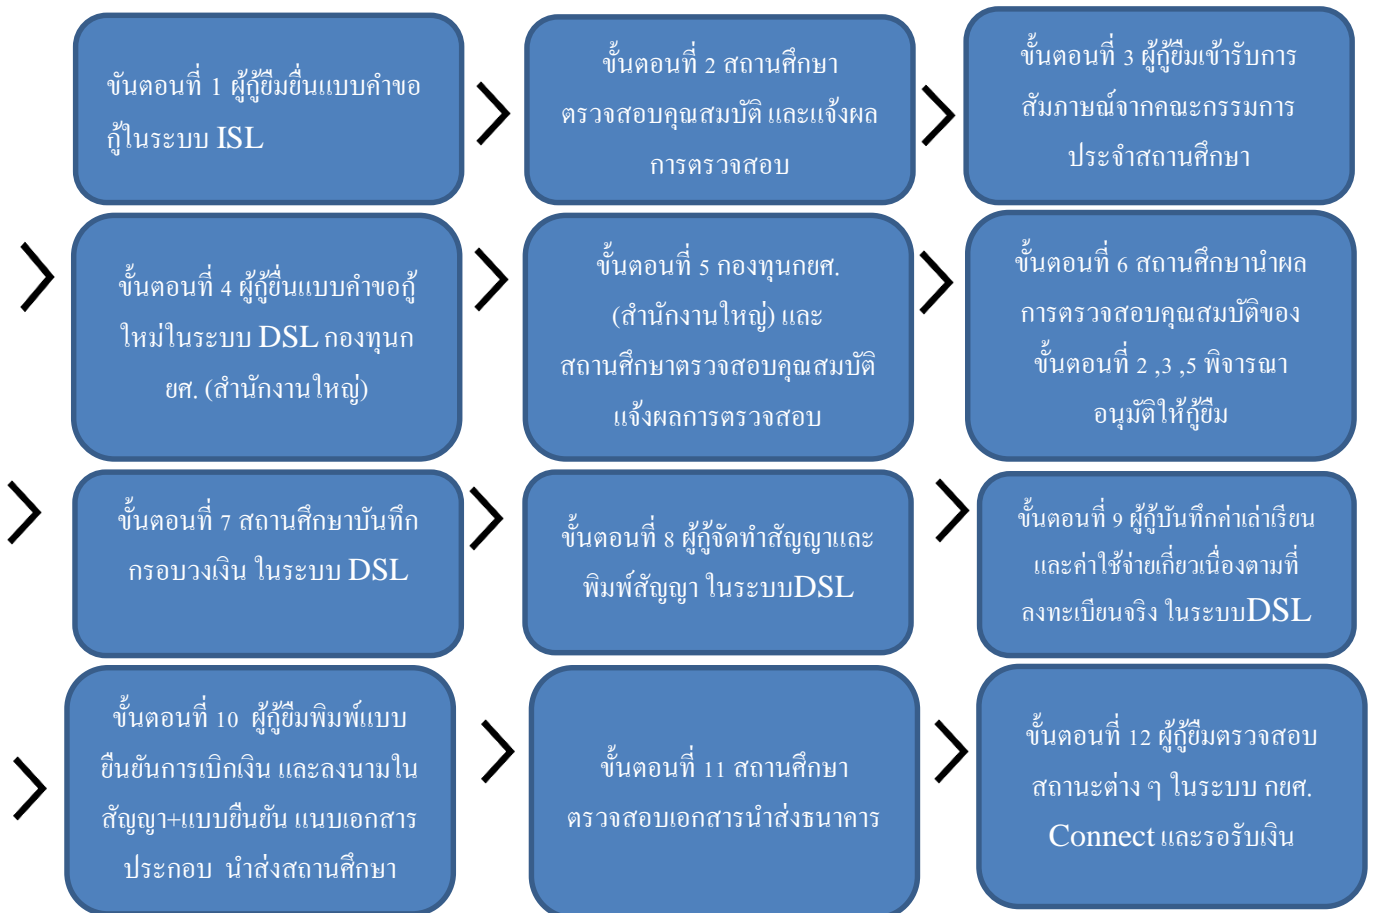 ขันตอนที่ 1 ผู้กู้ยืมยื่นแบบคำขอ
กู้ในระบบ ISL
ขั้นตอนที่ 2 สถานศึกษา
ตรวจสอบคุณสมบัติ และแจ้งผล
การตรวจสอบ
ขั้นตอนที่ 3 ผู้กู้ยืมเข้ารับการ
สัมภาษณ์จากคณะกรรมการ
ประจำสถานศึกษา
ขั้นตอนที่ 4 ผู้กู้ยื่นแบบคำขอกู้
ใหม่ในระบบ DSL กองทุนก
ยศ. (สำนักงานใหญ่)
ขั้นตอนที่ 5 กองทุนกยศ.
(สำนักงานใหญ่) และ
สถานศึกษาตรวจสอบคุณสมบัติ
แจ้งผลการตรวจสอบ
ขั้นตอนที่ 6 สถานศึกษานำผล
การตรวจสอบคุณสมบัติของ
ขั้นตอนที่ 2 ,3 ,5 พิจารณา
อนุมัติให้กู้ยืม
ขั้นตอนที่ 7 สถานศึกษาบันทึก
กรอบวงเงิน ในระบบ DSL
ขั้นตอนที่ 8 ผู้กู้จัดทำสัญญาและ
พิมพ์สัญญา ในระบบDSL
ขั้นตอนที่ 9 ผู้กู้บันทึกค่าเล่าเรียน
และค่าใช้จ่ายเกี่ยวเนื่องตามที่
ลงทะเบียนจริง ในระบบDSL
ขั้นตอนที่ 10 ผู้กู้ยืมพิมพ์แบบ
ยืนยันการเบิกเงิน และลงนามใน
สัญญา+แบบยืนยัน แนบเอกสาร
ประกอบ นำส่งสถานศึกษา
ขั้นตอนที่ 11 สถานศึกษา
ตรวจสอบเอกสารนำส่งธนาคาร
ขั้นตอนที่ 12 ผู้กู้ยืมตรวจสอบ
สถานะต่าง ๆ ในระบบ กยศ.
Connect และรอรับเงิน